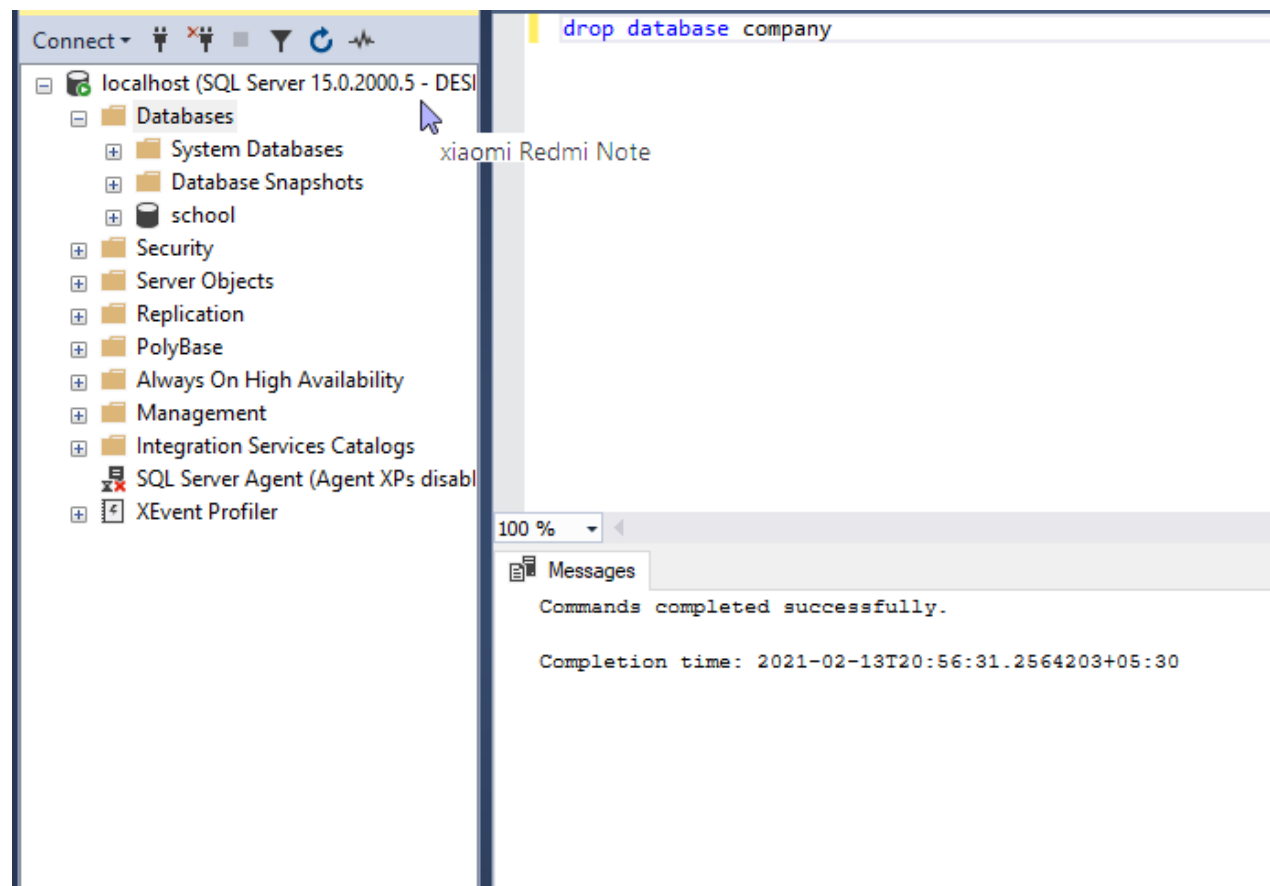 Connect
localhost (SQL Server 15.0.2000.5 - DESI
Databases
System Databases
Database Snapshots
school
Security
Server Objects
Replication
PolyBase
Always On High Availability
Management
Integration Services Catalogs
SQL Server Agent (Agent XPs disabl
XEvent Profiler
xiaomi Redmi Note
drop database company
100 %
Messages
Commands completed successfully.
Completion time: 2021-02-13T20:56:31.2564203+05:30